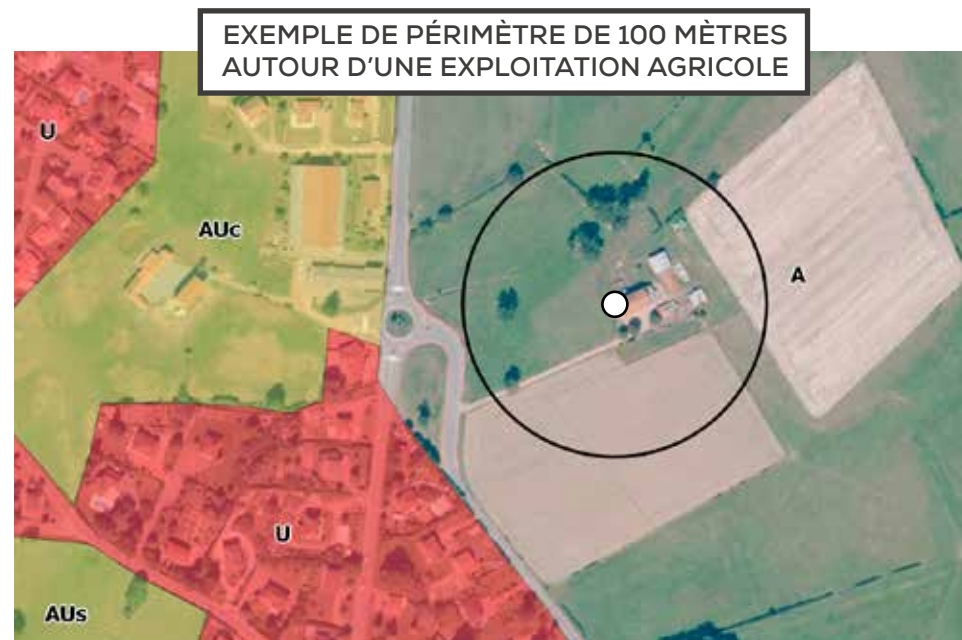 EXEMPLE DE PÉRIMÈTRE DE 100 MÈTRES
AUTOUR D'UNE EXPLOITATION AGRICOLE
U
AUc
A
U
AUs